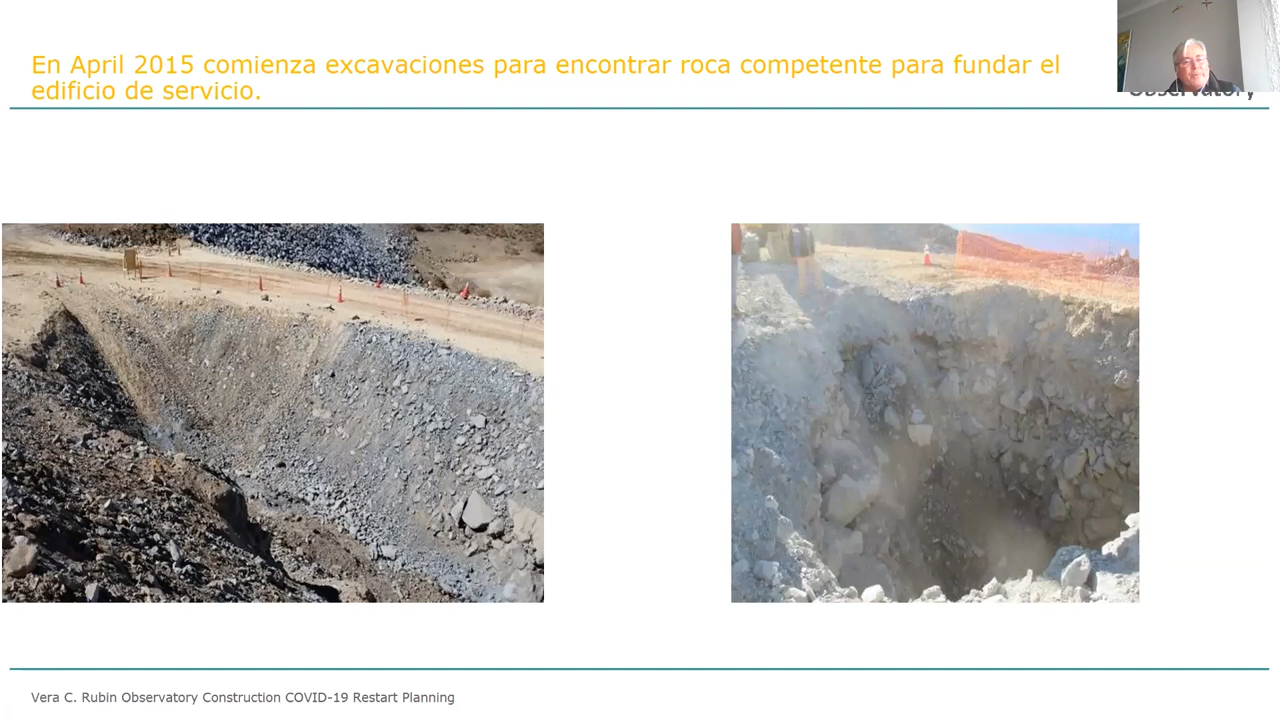 En April 2015 comienza excavaciones para encontrar roca competente para fundar el
edificio de servicio.
Observatory
Vera C. Rubin Observatory Construction COVID-19 Restart Planning